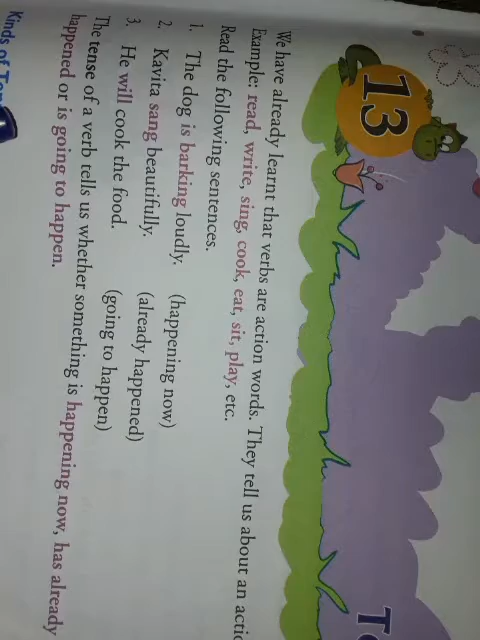 13
We have already learnt that verbs are action words. They tell us about an
Example: read, write, sing, cook, eat, sit, play, etc.
Read the following sentences.
1. The dog is barking loudly. (happening now)
2. Kavita sang beautifully. (already happened)
3. He will cook the food. (going to happen)
The tense of a verb tells us whether something is happening now, has already
happened or is going to happen.
Kinds of